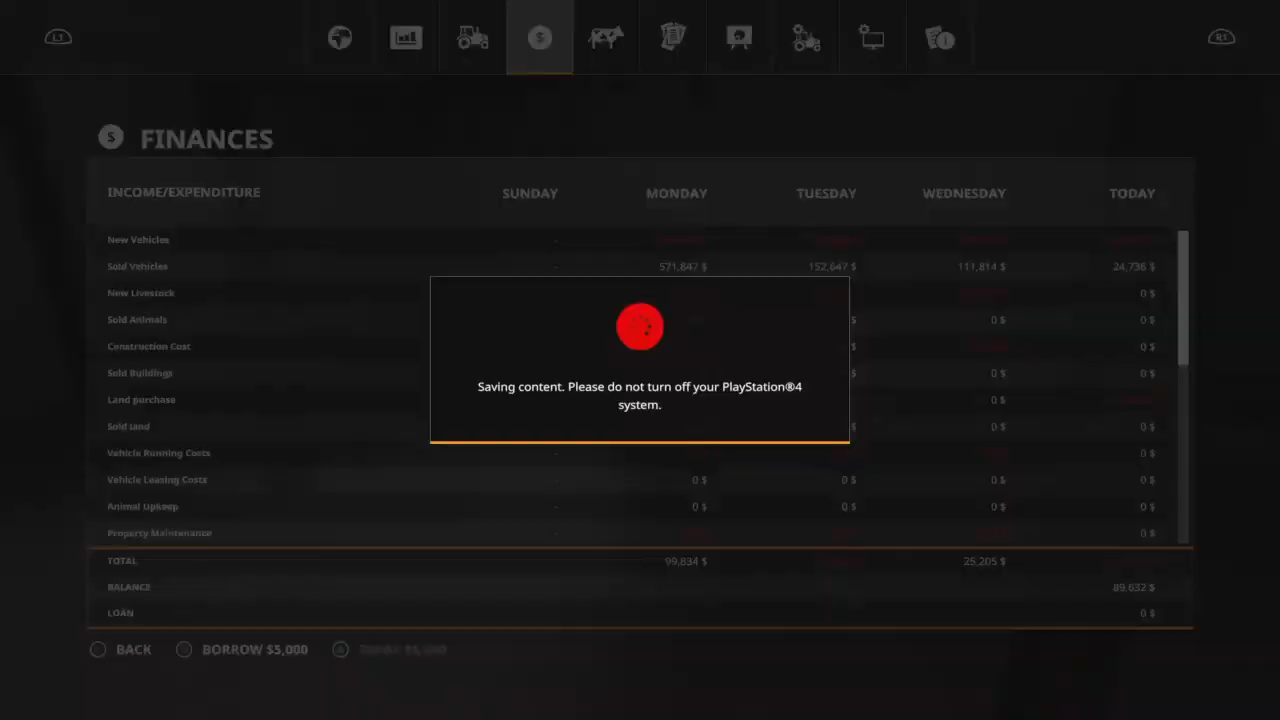 LT
R1
$ FINANCES
INCOME/EXPENDITURE SUNDAY MONDAY TUESDAY WEDNESDAY TODAY
New Vehicles -
Sold Vehicles - 571,847 $ 152,647 $ 111,814 $ 24,736 $
New Livestock 0 $
Sold Animals $ 0 $ 0 $
Construction Cost $ 0 $
Sold Buildings $ 0 $ 0 $
Land purchase 0 $
Sold Land $ 0 $ 0 $
Vehicle Running Costs - 0 $
Vehicle Leasing Costs - 0 $ 0 $ 0 $ 0 $
Animal Upkeep - 0 $ 0 $ 0 $ 0 $
Property Maintenance - 0 $
Saving content. Please do not turn off your PlayStation®4
system.
TOTAL 99,834 $ 25,205 $
BALANCE 89,632 $
LOAN 0 $
BACK BORROW $5,000